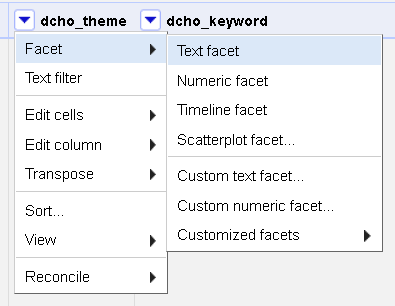 dcho_theme dcho_keyword
Facet
Text filter
Edit cells
Edit column
Transpose
Sort...
View
Reconcile
Text facet
Numeric facet
Timeline facet
Scatterplot facet...
Custom text facet...
Custom numeric facet...
Customized facets